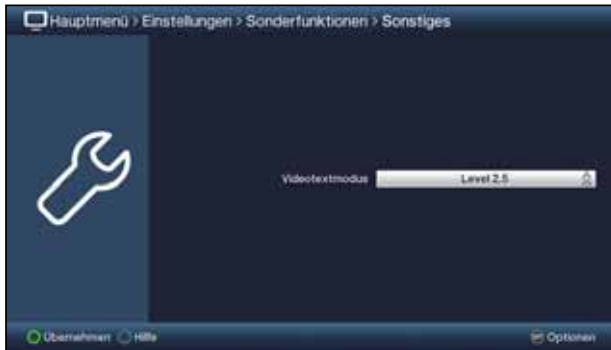 Hauptmenü > Einstellungen > Sonderfunktionen > Sonstiges
Videotextmodus Level 2.5
Übernehmen Hilfe Optionen